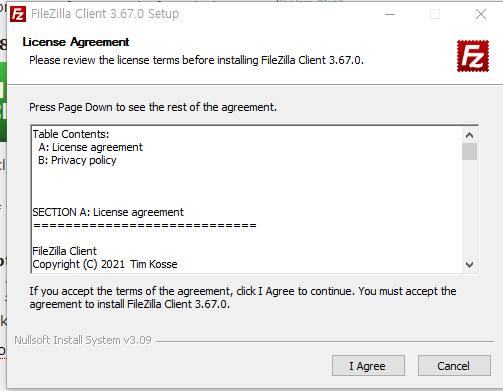 FileZilla Client 3.67.0 Setup
License Agreement
Please review the license terms before installing FileZilla Client 3.67.0.
Fz
Press Page Down to see the rest of the agreement.
Table Contents:
A: License agreement
B: Privacy policy
SECTION A: License agreement
============================
FileZilla Client
Copyright (C) 2021 Tim Kosse
If you accept the terms of the agreement, click I Agree to continue. You must accept the
agreement to install FileZilla Client 3.67.0.
Nullsoft Install System v3.09
I Agree
Cancel